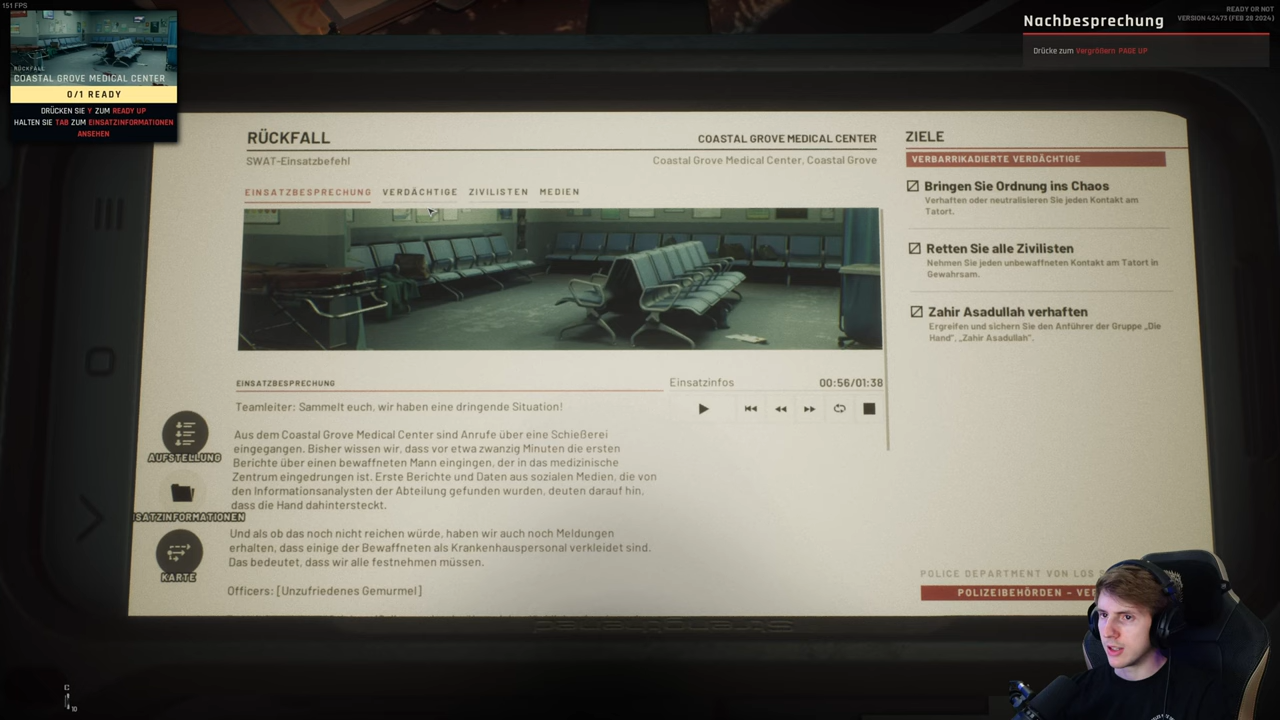 151 FPS
RÜCKFALL
COASTAL GROVE MEDICAL CENTER
0/1 READY
DRÜCKEN SIE Y ZUM READY UP
HALTEN SIE TAB ZUM EINSATZINFORMATIONEN
ANSEHEN
READY OR NOT
VERSION 42473 (FEB 28 2024)
Nachbesprechung
Drücke zum Vergrößern PAGE UP
RÜCKFALL
COASTAL GROVE MEDICAL CENTER
SWAT-Einsatzbefehl
Coastal Grove Medical Center, Coastal Grove
EINSATZBESPRECHUNG VERDÄCHTIGE ZIVILISTEN MEDIEN
EINSATZBESPRECHUNG
Einsatzinfos 00:56/01:38
Teamleiter: Sammelt euch, wir haben eine dringende Situation!
Aus dem Coastal Grove Medical Center sind Anrufe über eine Schießerei
eingegangen. Bisher wissen wir, dass vor etwa zwanzig Minuten die ersten
Berichte über einen bewaffneten Mann eingingen, der in das medizinische
Zentrum eingedrungen ist. Erste Berichte und Daten aus sozialen Medien, die von
den Informationsanalysten der Abteilung gefunden wurden, deuten darauf hin,
dass die Hand dahintersteckt.
Und als ob das noch nicht reichen würde, haben wir auch noch Meldungen
erhalten, dass einige der Bewaffneten als Krankenhauspersonal verkleidet sind.
Das bedeutet, dass wir alle festnehmen müssen.
Officers: [Unzufriedenes Gemurmel]
AUFSTELLUNG
SATZINFORMATIONEN
KARTE
ZIELE
VERBARRIKADIERTE VERDÄCHTIGE
Bringen Sie Ordnung ins Chaos
Verhaften oder neutralisieren Sie jeden Kontakt am
Tatort.
Retten Sie alle Zivilisten
Nehmen Sie jeden unbewaffneten Kontakt am Tatort in
Gewahrsam.
Zahir Asadullah verhaften
Ergreifen und sichern Sie den Anführer der Gruppe „Die
Hand", „Zahir Asadullah".
POLICE DEPARTMENT VON LOS
POLIZEIBEHÖRDEN - VER